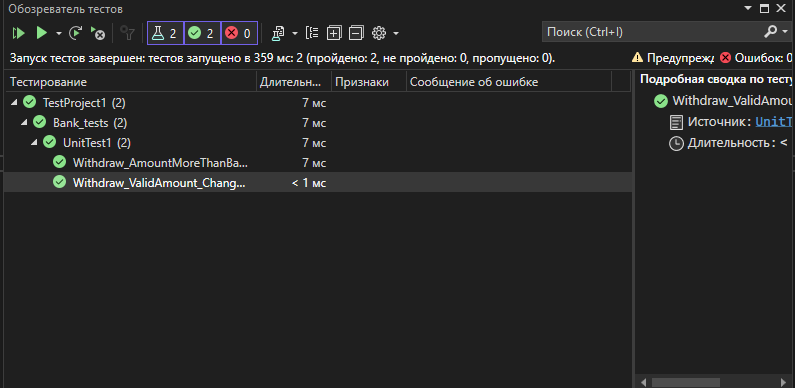 Обозреватель тестов
2 2 0
Поиск (Ctrl+I)
Запуск тестов завершен: тестов запущено в 359 мс: 2 (пройдено: 2, не пройдено: 0, пропущено: 0).
Предупрежд
Ошибок: 0
Тестирование Длительн... Признаки Сообщение об ошибке
TestProject1 (2) 7 мс
Bank_tests (2) 7 мс
UnitTest1 (2) 7 мс
Withdraw_AmountMoreThanBa... 7 мс
Withdraw_ValidAmount_Chang... < 1 мс
Подробная сводка по тесту
Withdraw_ValidAmou
Источник: UnitT
Длительность: <